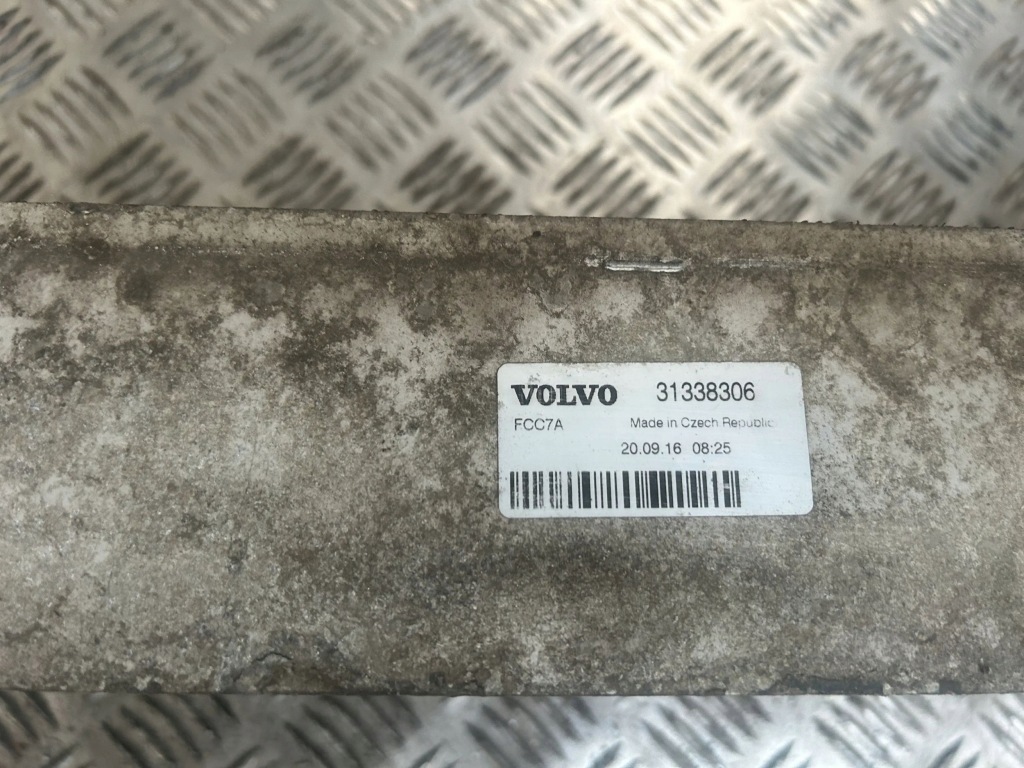 VOLVO 31338306
FCC7A Made in Czech Republic
20.09.16 08:25